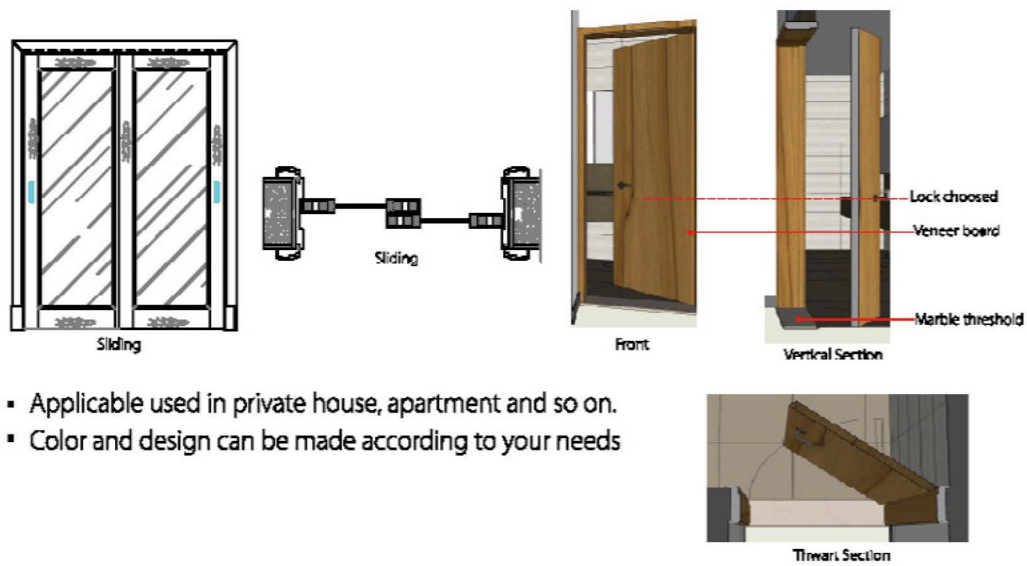 Sliding
Sliding
Front
Lock choosed
Veneer board
Marble threshold
Vertical Section
▪ Applicable used in private house, apartment and so on.
▪ Color and design can be made according to your needs
Thwart Section